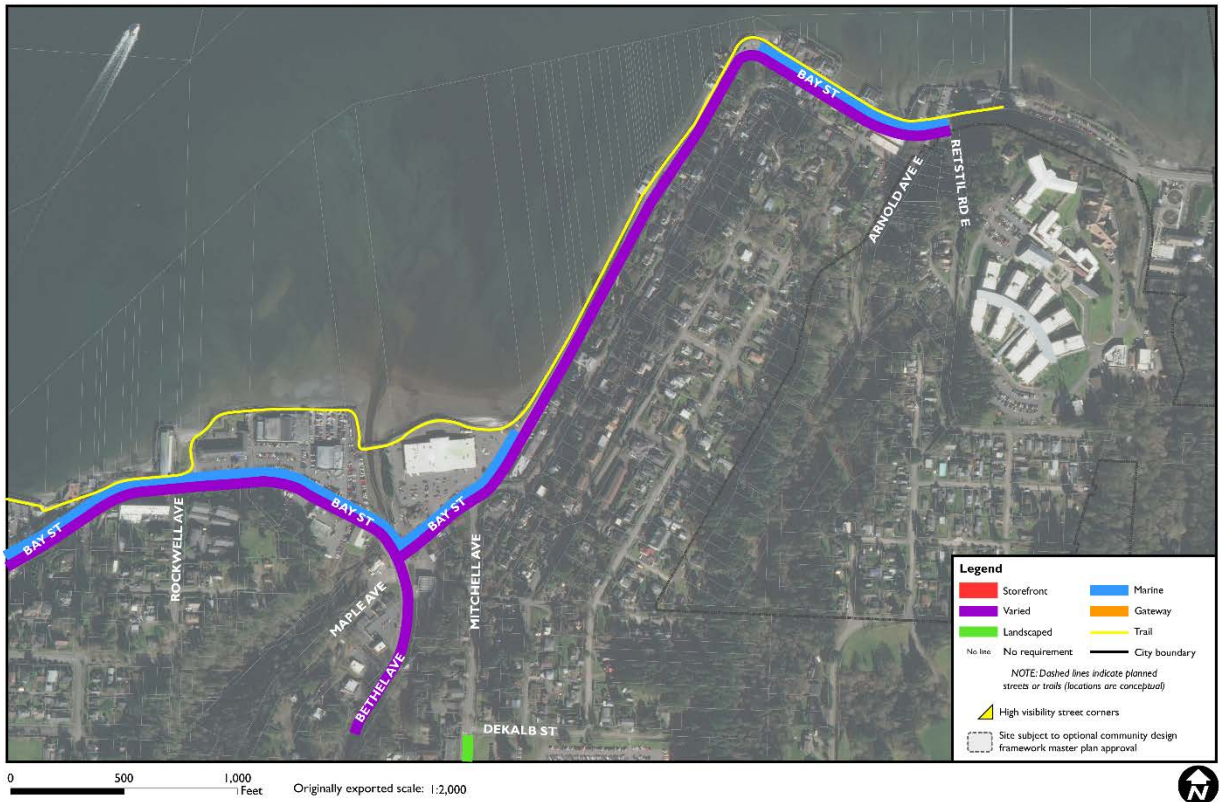 BAY ST
RETSTIL RD E
ARNOLD AVE E
BAY ST
BAY ST
BAY ST
ROCKWELL AVE
MAPLE AVE
MITCHELL AVE
BETHEL AVE
DEKALB ST
Legend
Storefront
Marine
Varied
Gateway
Landscaped
Trail
No line No requirement
City boundary
NOTE: Dashed lines indicate planned
streets or trails (locations are conceptual)
High visibility street corners
Site subject to optional community design
framework master plan approval
0 500 1,000
Feet
Originally exported scale: 1:2,000
N